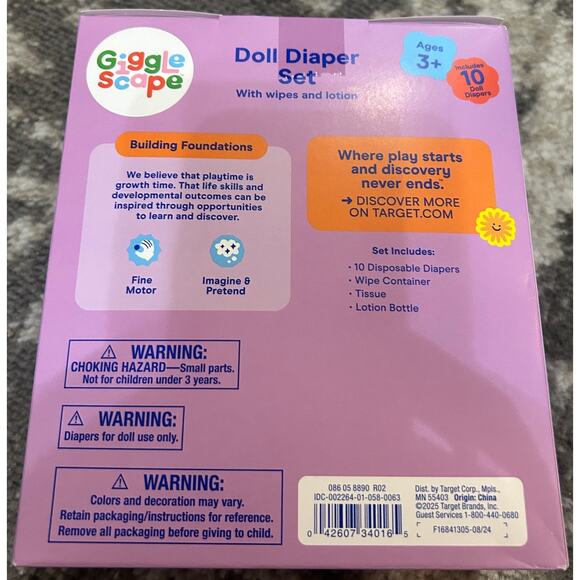 Giggle
Scape
Doll Diaper
Set
With wipes and lotion
Ages
3+
Includes
10
Doll
Diapers
Building Foundations
We believe that playtime is
growth time. That life skills and
developmental outcomes can be
inspired through opportunities
to learn and discover.
Fine
Motor
Imagine &
Pretend
Where play starts
and discovery
never ends.™
→ DISCOVER MORE
ON TARGET.COM
Set Includes:
• 10 Disposable Diapers
• Wipe Container
• Tissue
• Lotion Bottle
⚠ WARNING:
CHOKING HAZARD—Small parts.
Not for children under 3 years.
⚠ WARNING:
Diapers for doll use only.
⚠ WARNING:
Colors and decoration may vary.
Retain packaging/instructions for reference.
Remove all packaging before giving to child.
086 05 8890 R02
IDC-002264-01-058-0063
0 42607 34016 5
Dist. by Target Corp., Mpls.,
MN 55403 Origin: China
©2025 Target Brands, Inc.
Guest Services 1-800-440-0680
F16841305-08/24